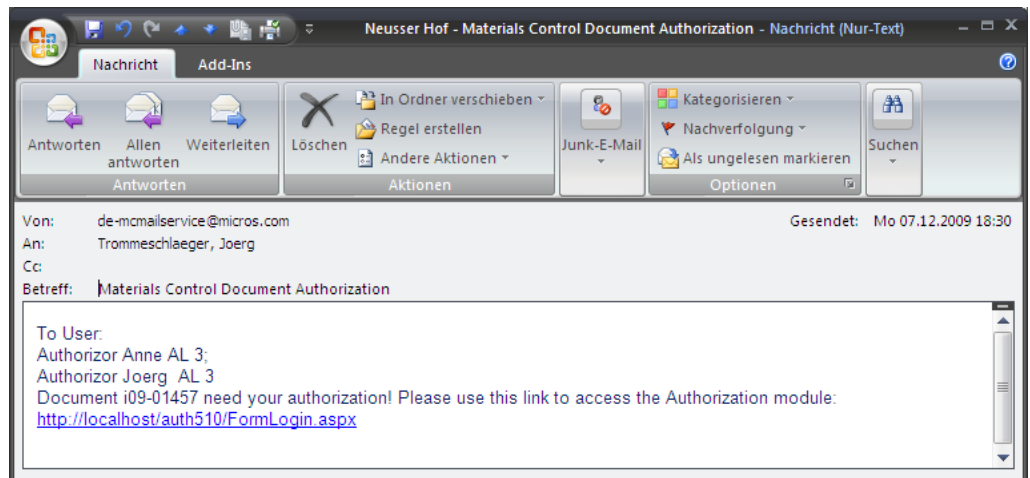 Neusser Hof - Materials Control Document Authorization - Nachricht (Nur-Text)
Nachricht Add-Ins
Antworten
Allen antworten
Weiterleiten
Antworten
Löschen
In Ordner verschieben
Regel erstellen
Andere Aktionen
Aktionen
Junk-E-Mail
Kategorisieren
Nachverfolgung
Als ungelesen markieren
Optionen
Suchen
Von: de-mcmailservice@micros.com Gesendet: Mo 07.12.2009 18:30
An: Trommeschlaeger, Joerg
Cc:
Betreff: Materials Control Document Authorization
To User:
Authorizor Anne AL 3;
Authorizor Joerg AL 3
Document i09-01457 need your authorization! Please use this link to access the Authorization module:
http://localhost/auth510/FormLogin.aspx